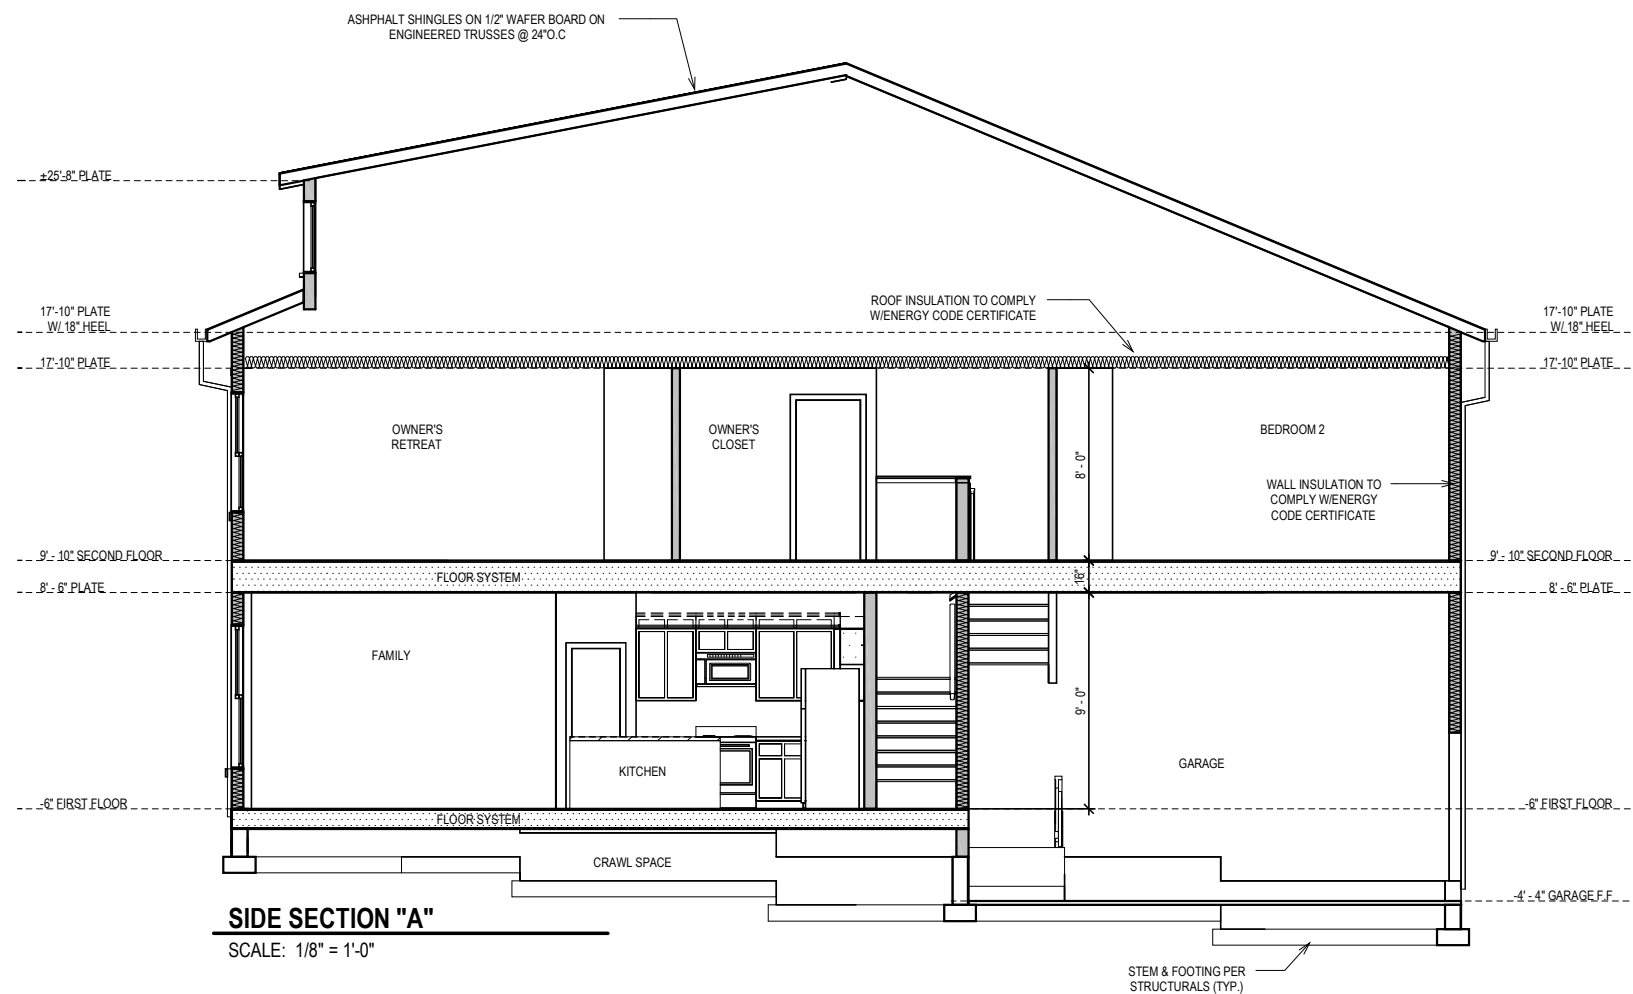 ASHPHALT SHINGLES ON 1/2" WAFER BOARD ON
ENGINEERED TRUSSES @ 24"O.C
±25'-8" PLATE
17'-10" PLATE
W/ 18" HEEL
ROOF INSULATION TO COMPLY
W/ENERGY CODE CERTIFICATE
17'-10" PLATE
W/ 18" HEEL
17'-10" PLATE
17'-10" PLATE
OWNER'S
RETREAT
OWNER'S
CLOSET
BEDROOM 2
8' - 0"
WALL INSULATION TO
COMPLY W/ENERGY
CODE CERTIFICATE
9' - 10" SECOND FLOOR
9' - 10" SECOND FLOOR
FLOOR SYSTEM
16"
8' - 6" PLATE
8' - 6" PLATE
FAMILY
9' - 0"
KITCHEN
GARAGE
-6" FIRST FLOOR
-6" FIRST FLOOR
FLOOR SYSTEM
CRAWL SPACE
-4' - 4" GARAGE F.F
SIDE SECTION "A"
SCALE: 1/8" = 1'-0"
STEM & FOOTING PER
STRUCTURALS (TYP.)